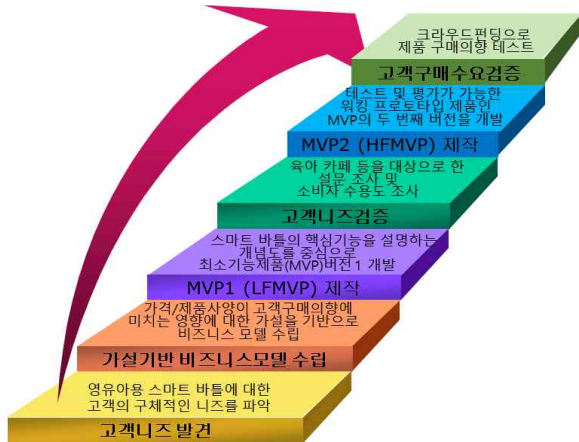 크라우드펀딩으로
제품 구매의향 테스트
고객구매수요검증
테스트 및 평가가 가능한
워킹 프로토타입 제품인
MVP의 두 번째 버전을 개발
MVP2 (HFMVP) 제작
육아 카페 등을 대상으로 한
설문 조사 및
소비자 수용도 조사
고객니즈검증
스마트 바틀의 핵심기능을 설명하는
개념도를 중심으로
최소기능제품(MVP)버전1 개발
MVP1 (LFMVP) 제작
가격/제품사양이 고객구매의향에
미치는 영향에 대한 가설을 기반으로
비즈니스 모델 수립
가설기반 비즈니스모델 수립
영유아용 스마트 바틀에 대한
고객의 구체적인 니즈를 파악
고객니즈 발견